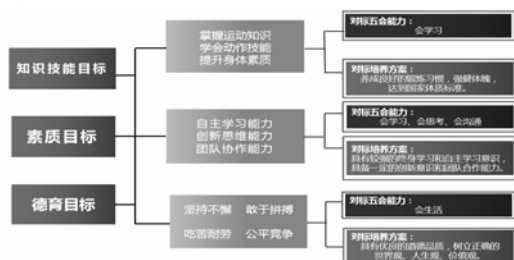 知识技能目标
掌握运动知识
学会动作技能
提升身体素质
对标五会能力：
会学习
对标培养方案：
养成良好的锻炼习惯，强健体魄，
达到国家体质标准。
素质目标
自主学习能力
创新思维能力
团队协作能力
对标五会能力：
会学习、会思考、会沟通
对标培养方案：
具有较强的终身学习和自主学习意识，
具备一定的创新意识和团队合作能力。
德育目标
坚持不懈 敢于拼搏
吃苦耐劳 公平竞争
对标五会能力：
会生活
对标培养方案：
具有优良的道德品质，树立正确的
世界观、人生观、价值观。